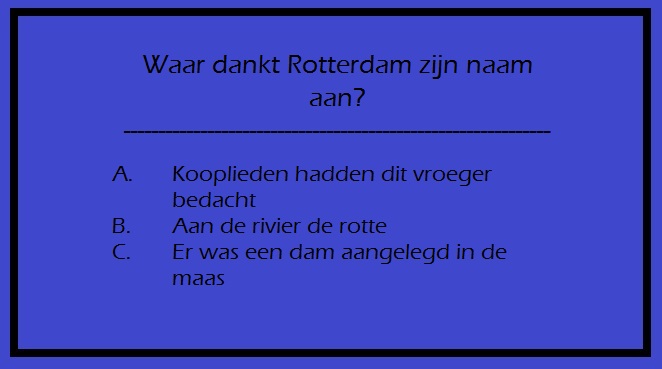 Waar dankt Rotterdam zijn naam
aan?
A. Kooplieden hadden dit vroeger
bedacht
B. Aan de rivier de rotte
C. Er was een dam aangelegd in de
maas